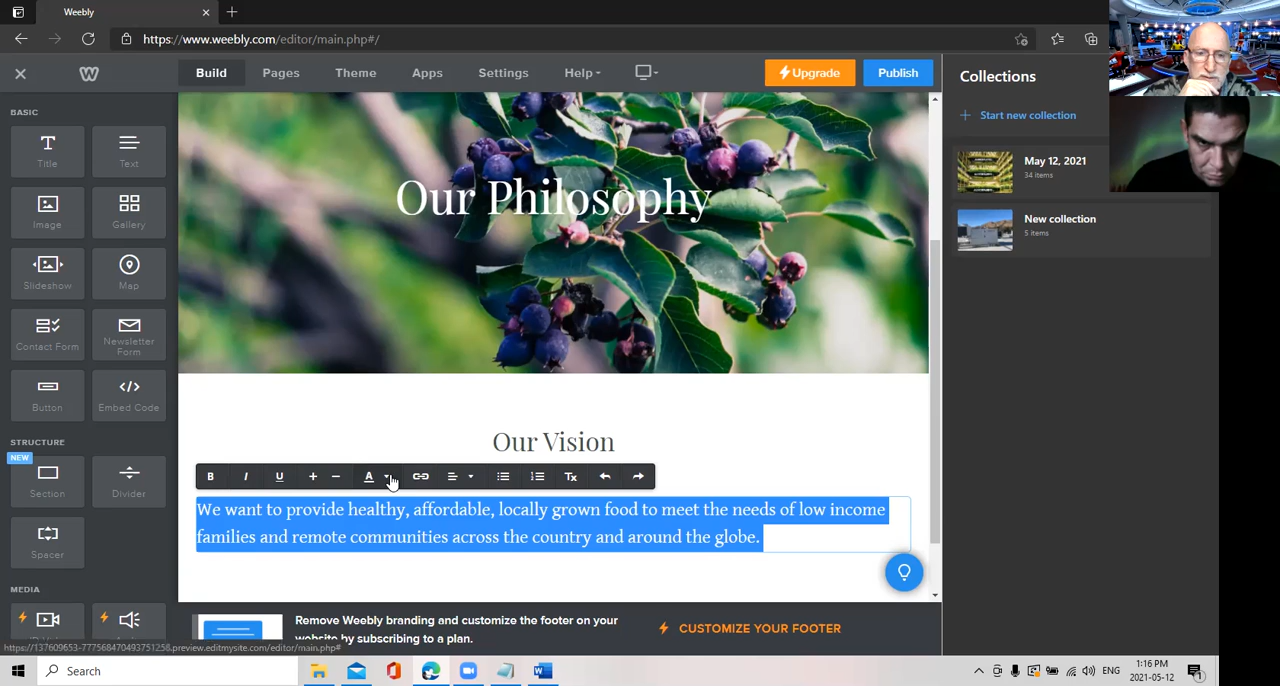 Weebly
https://www.weebly.com/editor/main.php#/
Build Pages Theme Apps Settings Help Upgrade Publish
Collections
Start new collection
May 12, 2021
34 items
New collection
5 items
BASIC
Title Text
Image Gallery
Slideshow Map
Contact Form Newsletter Form
Button Embed Code
STRUCTURE
NEW
Section Divider
Spacer
MEDIA
Our Philosophy
Our Vision
B I U + − A Tx
We want to provide healthy, affordable, locally grown food to meet the needs of low income
families and remote communities across the country and around the globe.
Remove Weebly branding and customize the footer on your
website by subscribing to a plan.
CUSTOMIZE YOUR FOOTER
Search
ENG
1:16 PM
2021-05-12